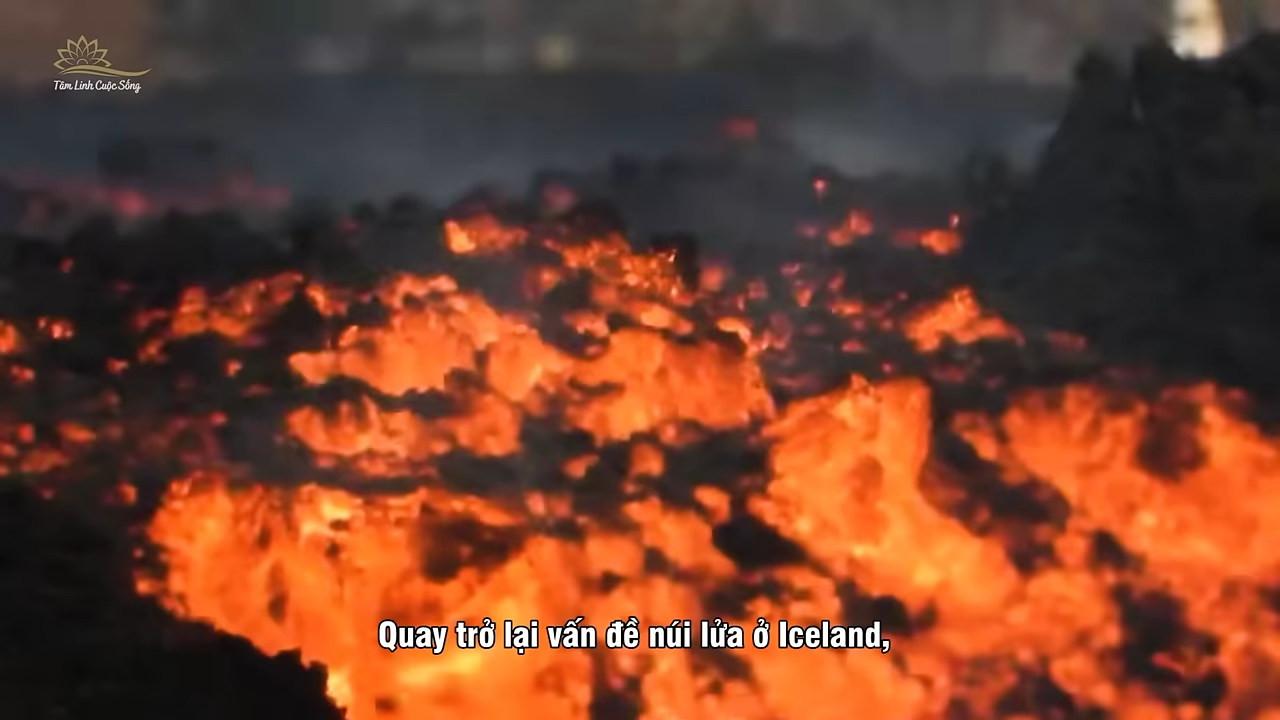 Tâm Linh Cuộc Sống
Quay trở lại vấn đề núi lửa ở Iceland,